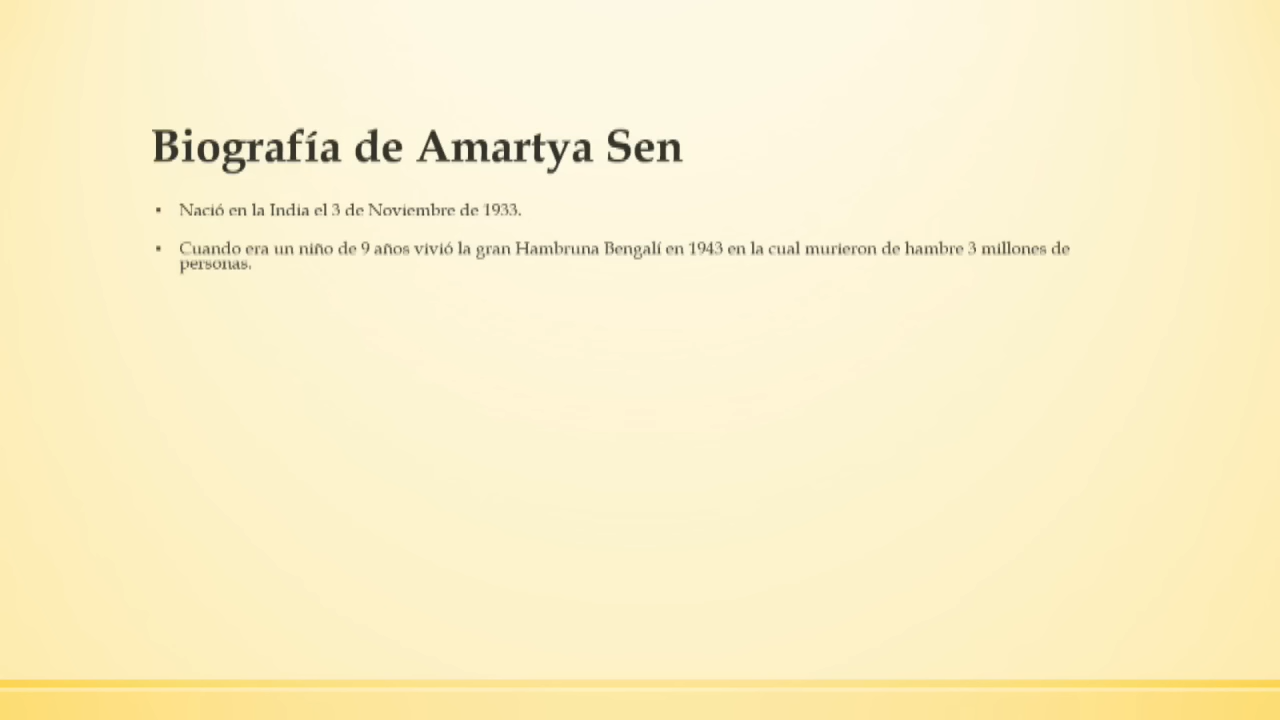 Biografía de Amartya Sen
▪ Nació en la India el 3 de Noviembre de 1933.
▪ Cuando era un niño de 9 años vivió la gran Hambruna Bengalí en 1943 en la cual murieron de hambre 3 millones de
personas.